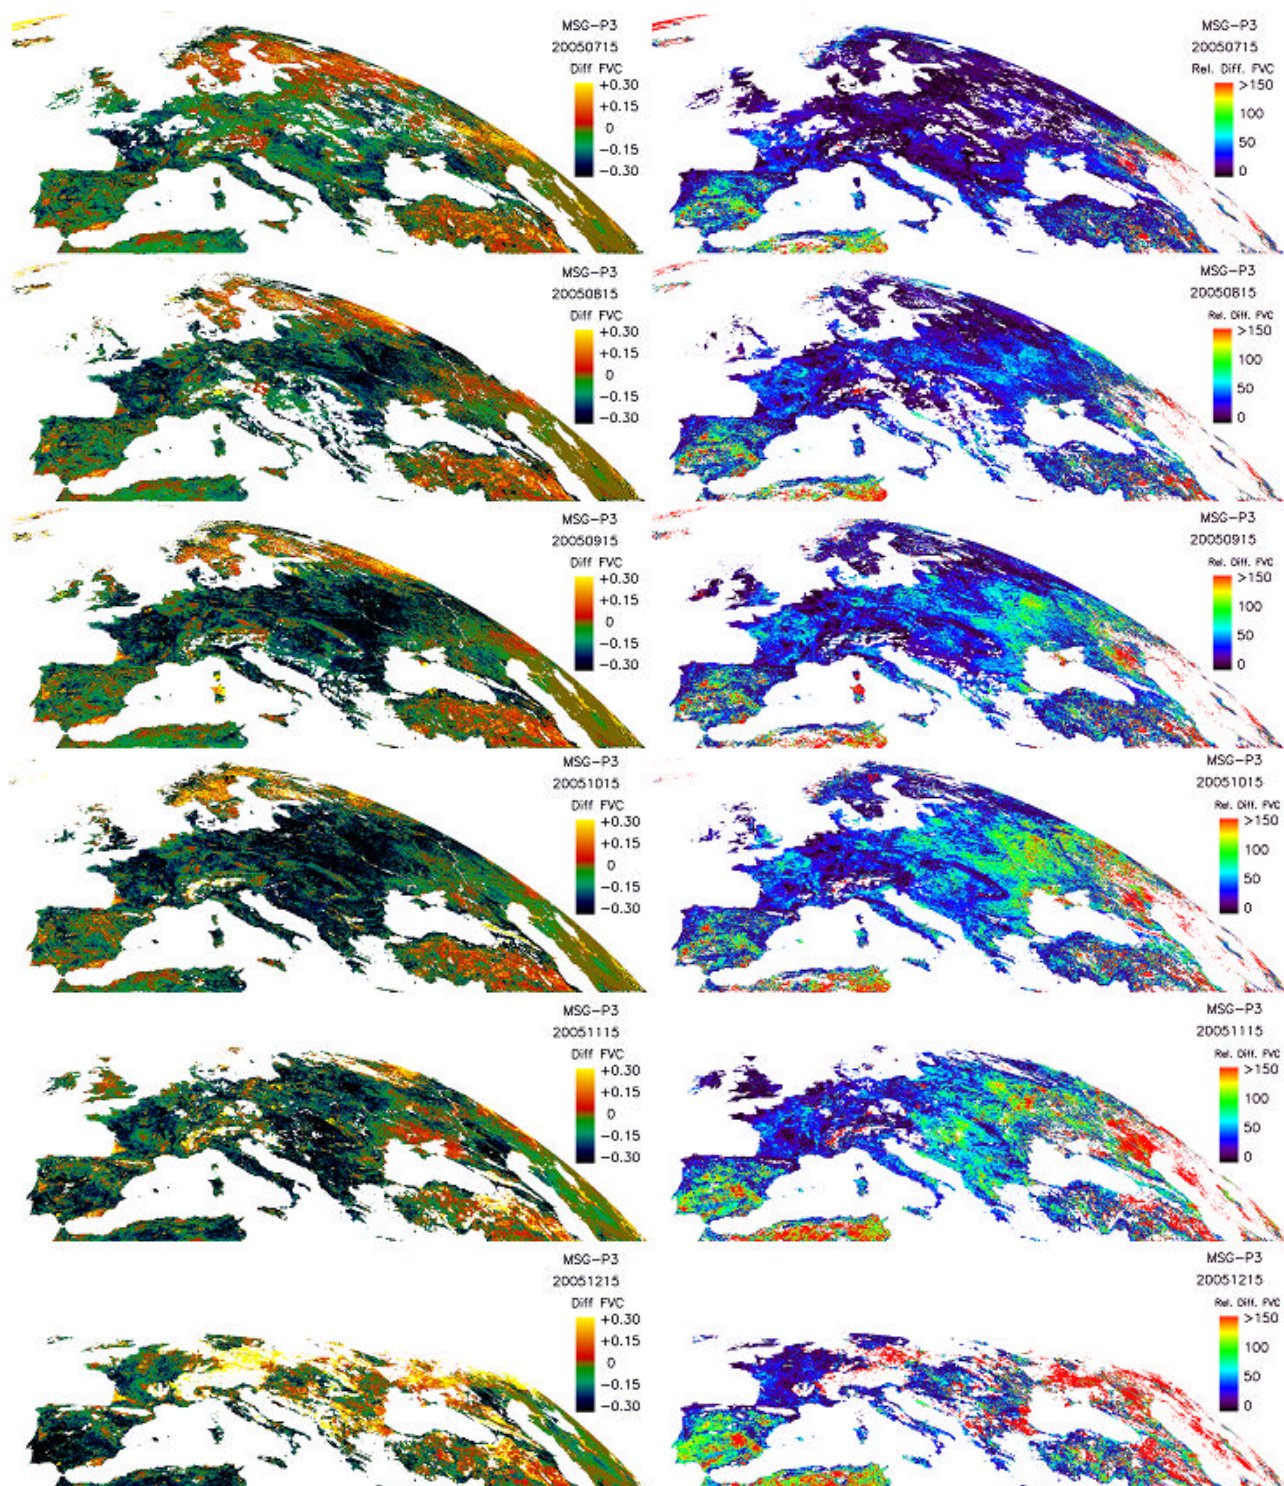 MSG-P3
20050715
Diff FVC
+0.30
+0.15
0
-0.15
-0.30
MSG-P3
20050715
Rel. Diff. FVC
>150
100
50
0
MSG-P3
20050815
Diff FVC
+0.30
+0.15
0
-0.15
-0.30
MSG-P3
20050815
Rel. Diff. FVC
>150
100
50
0
MSG-P3
20050915
Diff FVC
+0.30
+0.15
0
-0.15
-0.30
MSG-P3
20050915
Rel. Diff. FVC
>150
100
50
0
MSG-P3
20051015
Diff FVC
+0.30
+0.15
0
-0.15
-0.30
MSG-P3
20051015
Rel. Diff. FVC
>150
100
50
0
MSG-P3
20051115
Diff FVC
+0.30
+0.15
0
-0.15
-0.30
MSG-P3
20051115
Rel. Diff. FVC
>150
100
50
0
MSG-P3
20051215
Diff FVC
+0.30
+0.15
0
-0.15
-0.30
MSG-P3
20051215
Rel. Diff. FVC
>150
100
50
0